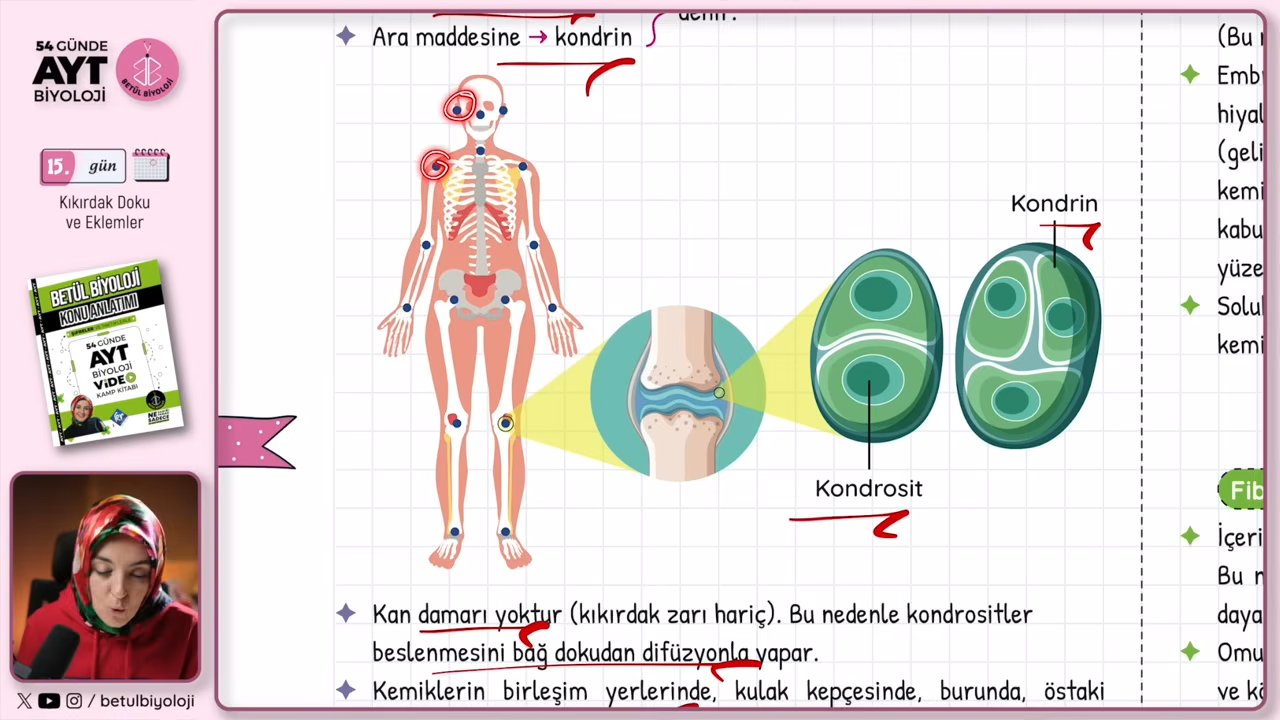 54 GÜNDE
AYT
BİYOLOJİ
BETÜL BİYOLOJİ
15. gün
Kıkırdak Doku
ve Eklemler
BETÜL BİYOLOJİ
KONU ANLATIMI
54 GÜNDE
AYT
BİYOLOJİ
VİDEO
KAMP KİTABI
/ betulbiyoloji
denir.
Ara maddesine → kondrin
Kondrin
Kondrosit
Kan damarı yoktur (kıkırdak zarı hariç). Bu nedenle kondrositler
beslenmesini bağ dokudan difüzyonla yapar.
Kemiklerin birleşim yerlerinde, kulak kepçesinde, burunda, östaki
(Bu
Emb
hiyal
(geli
kemi
kabu
yüze
Solu
kemi
Fib
İçeri
Bu
daya
Omu
ve